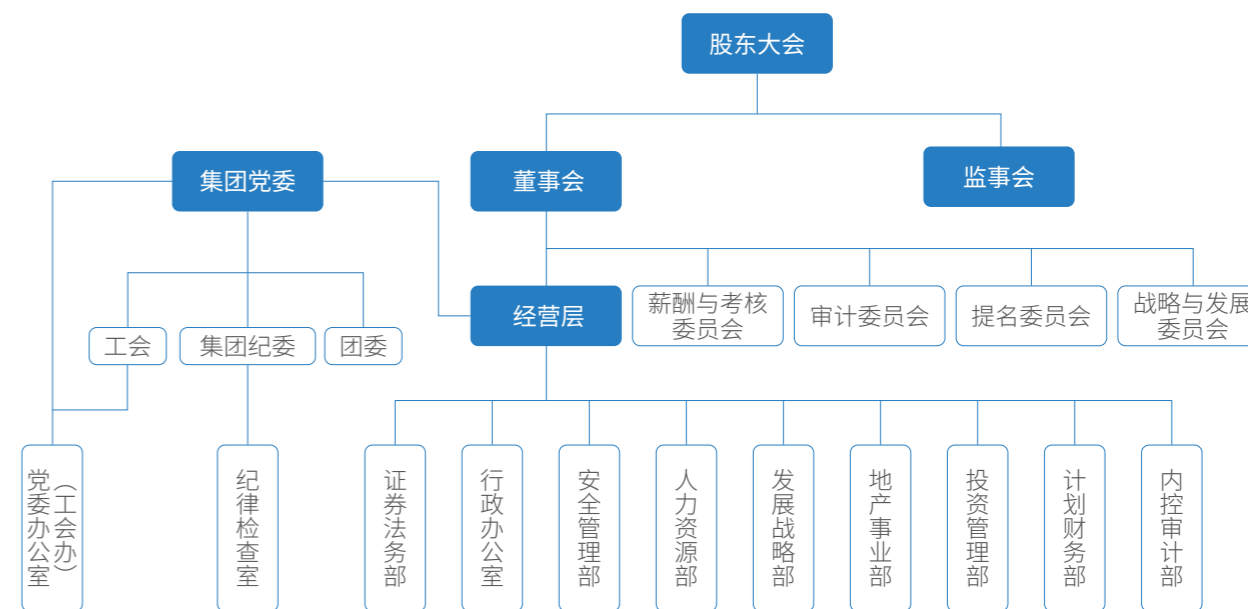 股东大会
集团党委
董事会
监事会
经营层
薪酬与考核
委员会
审计委员会
提名委员会
战略与发展
委员会
工会
集团纪委
团委
党委办公室
（工会办）
纪律检查室
证券法务部
行政办公室
安全管理部
人力资源部
发展战略部
地产事业部
投资管理部
计划财务部
内控审计部